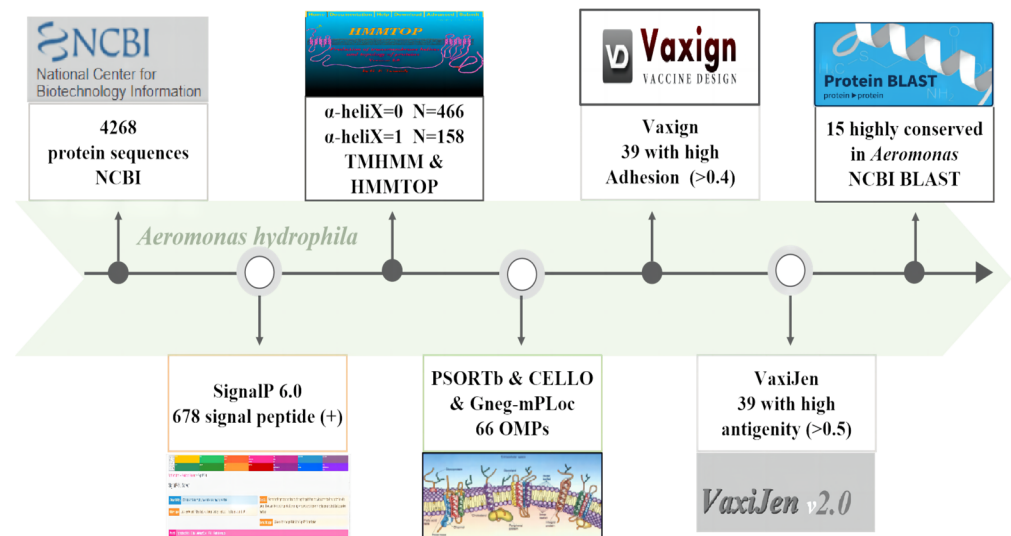 NCBI
National Center for
Biotechnology Information
4268
protein sequences
NCBI
HMMTOP
α-heliX=0 N=466
α-heliX=1 N=158
TMHMM &
HMMTOP
VD Vaxign
VACCINE DESIGN
Vaxign
39 with high
Adhesion (>0.4)
Protein BLAST
protein ▸ protein
NH₂
15 highly conserved
in Aeromonas
NCBI BLAST
Aeromonas hydrophila
SignalP 6.0
678 signal peptide (+)
PSORTb & CELLO
& Gneg-mPLoc
66 OMPs
VaxiJen
39 with high
antigenity (>0.5)
VaxiJen v2.0